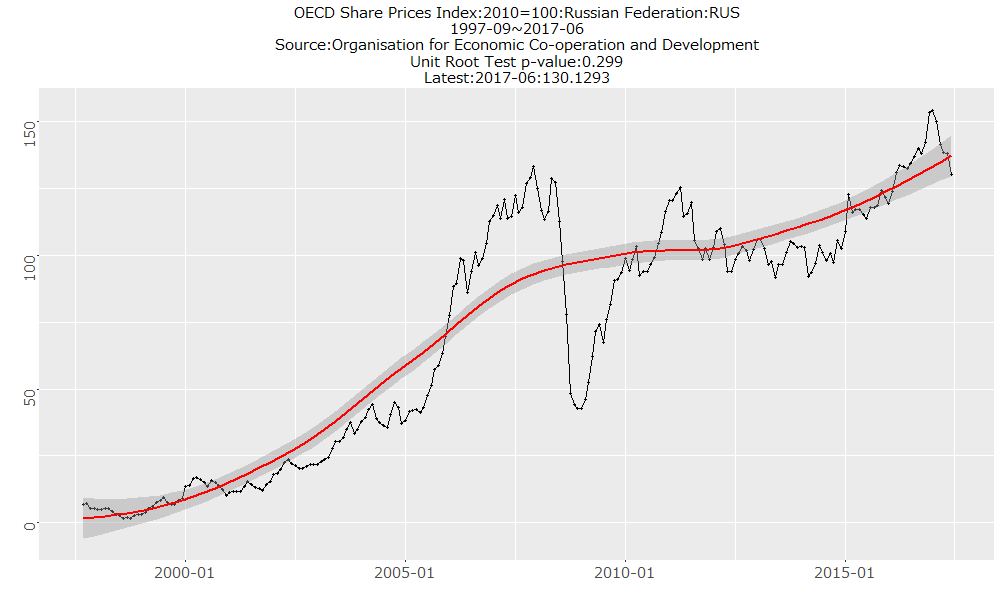 OECD Share Prices Index:2010=100:Russian Federation:RUS
1997-09~2017-06
Source:Organisation for Economic Co-operation and Development
Unit Root Test p-value:0.299
Latest:2017-06:130.1293
150
100
50
0
2000-01 2005-01 2010-01 2015-01